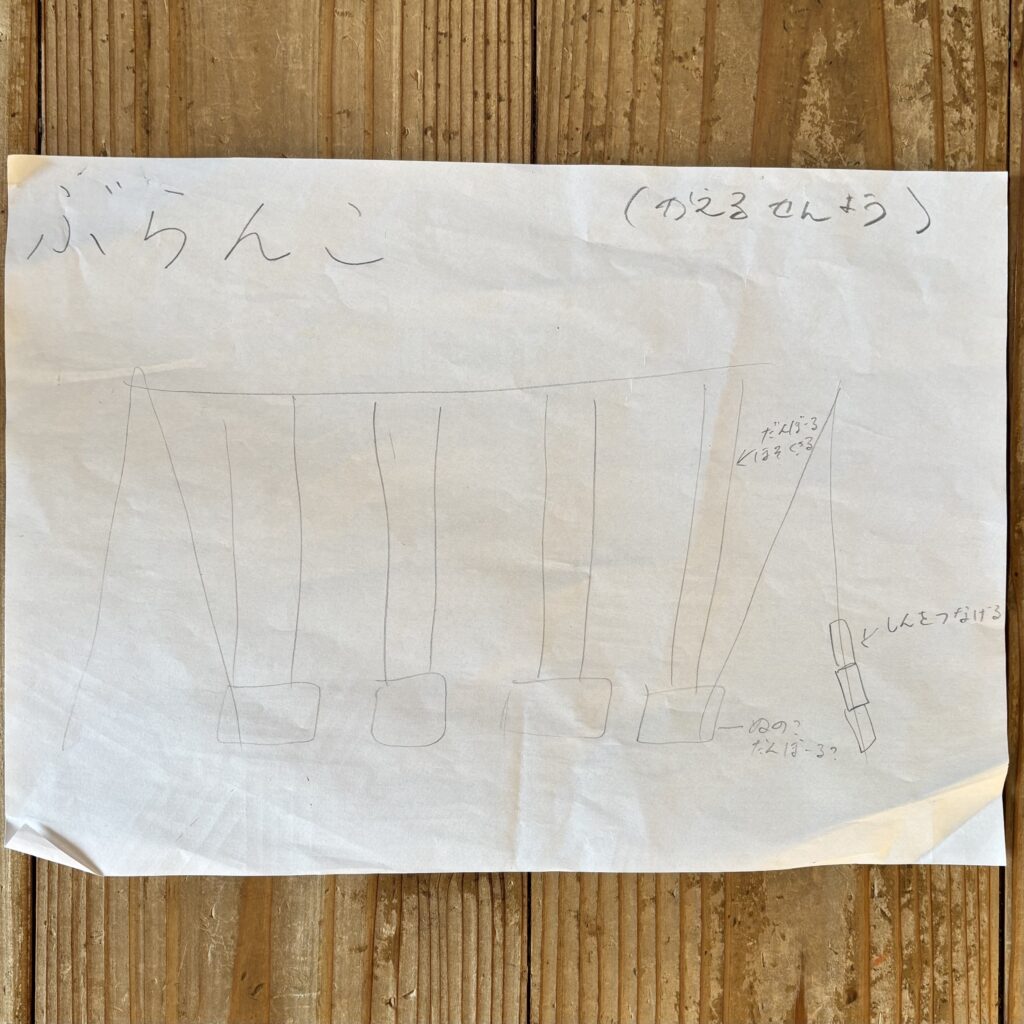 ぶらんこ
(かえるせんよう)
だんぼーる
ほそくきる
しんをつなげる
ぬの?
だんぼーる?